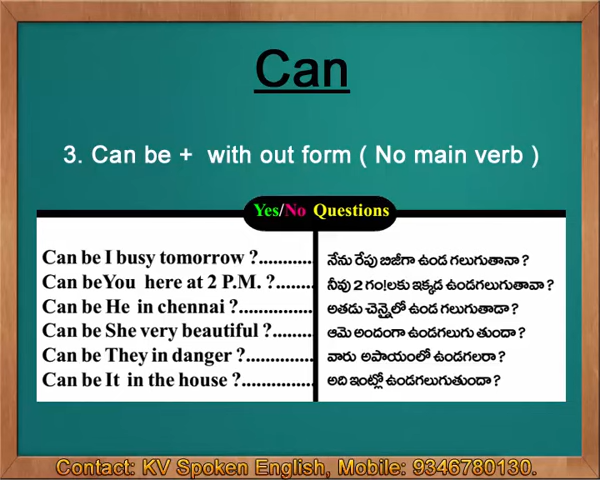 Can
3. Can be + with out form ( No main verb )
Yes/No Questions
Can be I busy tomorrow ?............ నేను రేపు బిజీగా ఉండ గలుగుతానా ?
Can beYou here at 2 P.M. ?........ నీవు 2 గం!లకు ఇక్కడ ఉండగలుగుతావా ?
Can be He in chennai ?............... అతడు చెన్నైలో ఉండ గలుగుతాడా ?
Can be She very beautiful ?........ ఆమె అందంగా ఉండగలుగు తుందా ?
Can be They in danger ?............. వారు అపాయంలో ఉండగలరా ?
Can be It in the house ?............... అది ఇంట్లో ఉండగలుగుతుందా ?
Contact: KV Spoken English, Mobile: 9346780130.